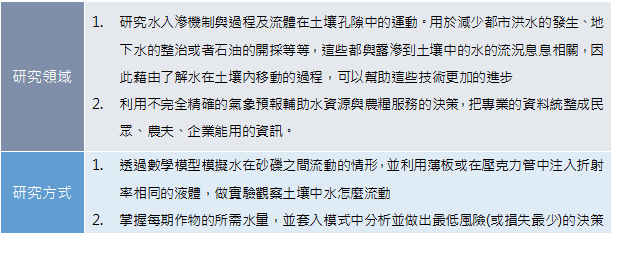 研究領域
1. 研究水入滲機制與過程及流體在土壤孔隙中的運動。用於減少都市洪水的發生、地
下水的整治或者石油的開採等等，這些都與露滲到土壤中的水的流況息息相關，因
此藉由了解水在土壤內移動的過程，可以幫助這些技術更加的進步
2. 利用不完全精確的氣象預報輔助水資源與農糧服務的決策，把專業的資料統整成民
眾、農夫、企業能用的資訊。
研究方式
1. 透過數學模型模擬水在砂礫之間流動的情形，並利用薄板或在壓克力管中注入折射
率相同的液體，做實驗觀察土壤中水怎麼流動
2. 掌握每期作物的所需水量，並套入模式中分析並做出最低風險(或損失最少)的決策